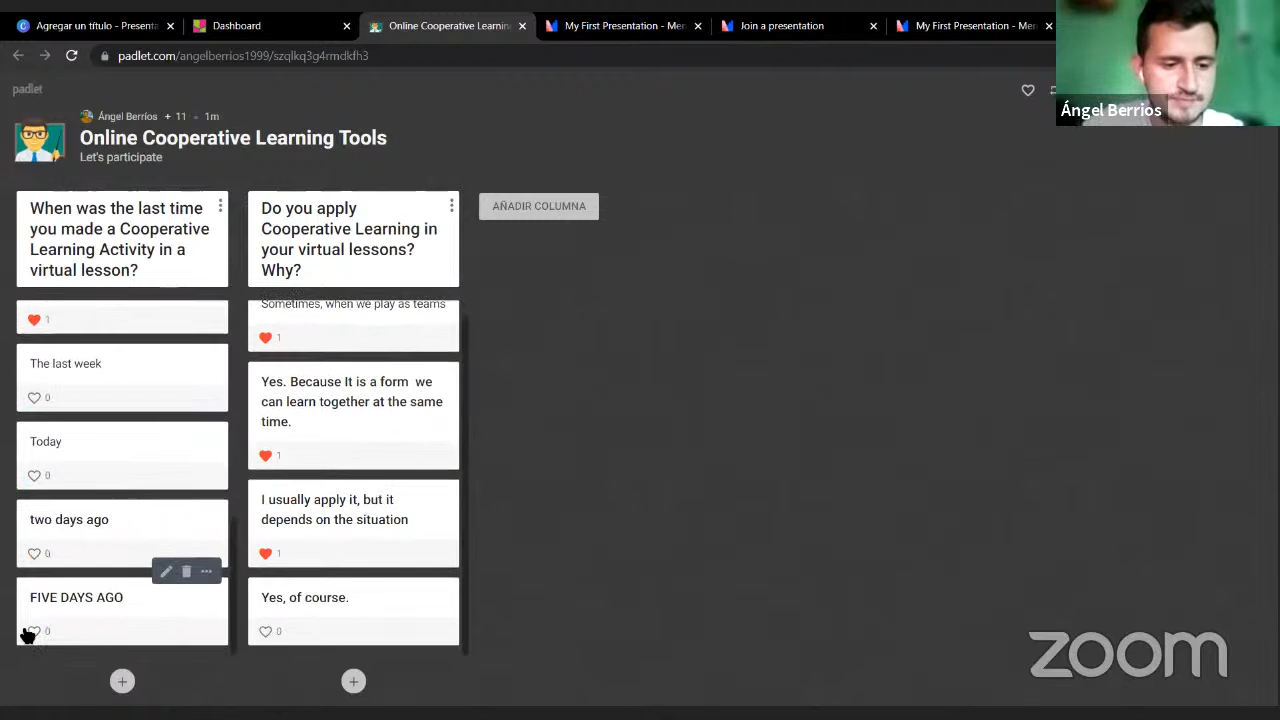 Agregar un título - Presenta
Dashboard
Online Cooperative Learning
My First Presentation - Men
Join a presentation
My First Presentation - Men
padlet.com/angelberrios1999/szqlkq3g4rmdkfh3
padlet
Ángel Berríos + 11 • 1m
Online Cooperative Learning Tools
Let's participate
Ángel Berrios
When was the last time
you made a Cooperative
Learning Activity in a
virtual lesson?
1
The last week
0
Today
0
two days ago
0
FIVE DAYS AGO
0
Do you apply
Cooperative Learning in
your virtual lessons?
Why?
Sometimes, when we play as teams
1
Yes. Because It is a form we
can learn together at the same
time.
1
I usually apply it, but it
depends on the situation
1
Yes, of course.
0
AÑADIR COLUMNA
zoom